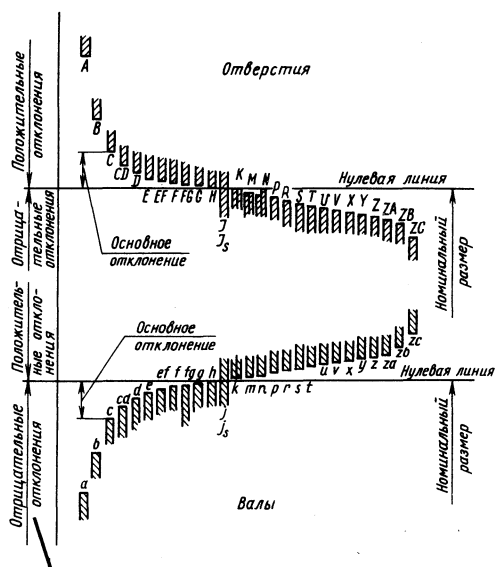 Отверстия
Положительные
отклонения
A
B
C
CD
D
E EF F FG G H
J
Js
K M N P R S T U V X Y Z ZA ZB ZC
Нулевая линия
Основное
отклонение
Отрица-
тельные
отклонения
Номинальный
размер
Положитель-
ные откло-
нения
Основное
отклонение
a b c cd d e ef f fg g h
j
js
k m n p r s t u v x y z za zb zc
Нулевая линия
Отрицательные
отклонения
Номинальный
размер
Валы